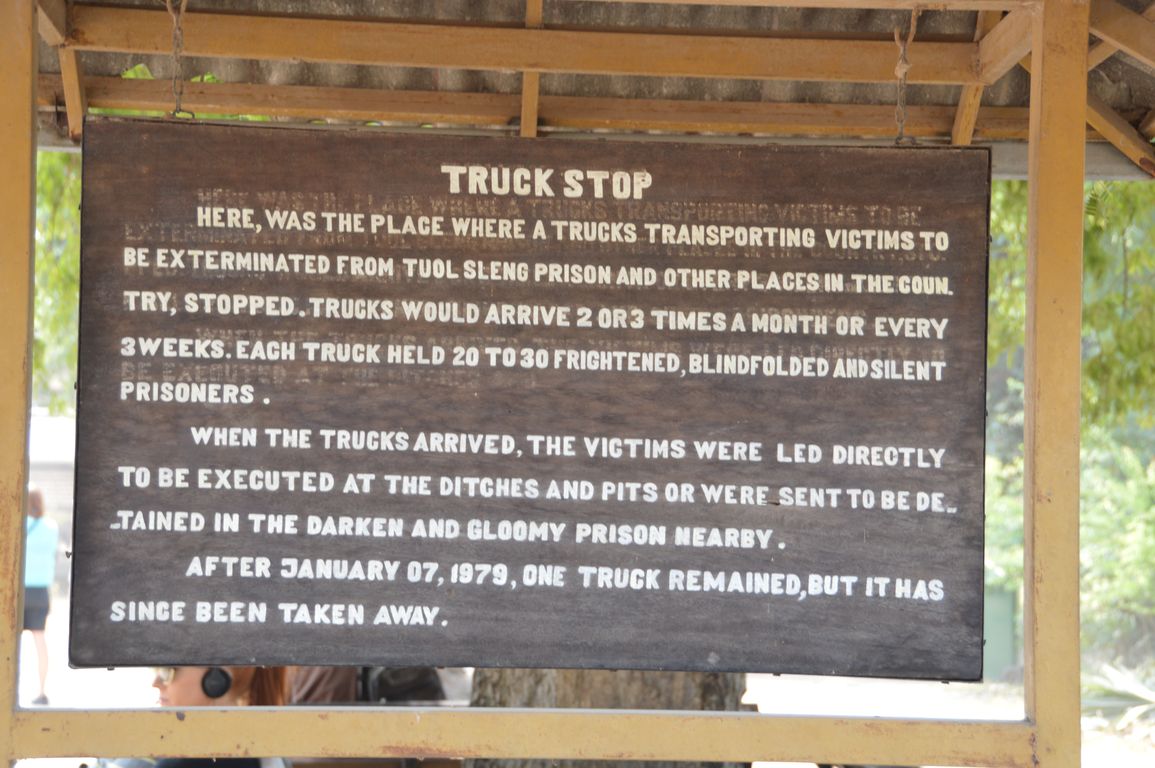 TRUCK STOP
HERE, WAS THE PLACE WHERE A TRUCKS TRANSPORTING VICTIMS TO
BE EXTERMINATED FROM TUOL SLENG PRISON AND OTHER PLACES IN THE COUN.
TRY, STOPPED. TRUCKS WOULD ARRIVE 2 OR 3 TIMES A MONTH OR EVERY
3 WEEKS. EACH TRUCK HELD 20 TO 30 FRIGHTENED, BLINDFOLDED AND SILENT
PRISONERS .
WHEN THE TRUCKS ARRIVED, THE VICTIMS WERE LED DIRECTLY
TO BE EXECUTED AT THE DITCHES AND PITS OR WERE SENT TO BE DE-
-TAINED IN THE DARKEN AND GLOOMY PRISON NEARBY .
AFTER JANUARY 07, 1979, ONE TRUCK REMAINED, BUT IT HAS
SINCE BEEN TAKEN AWAY.